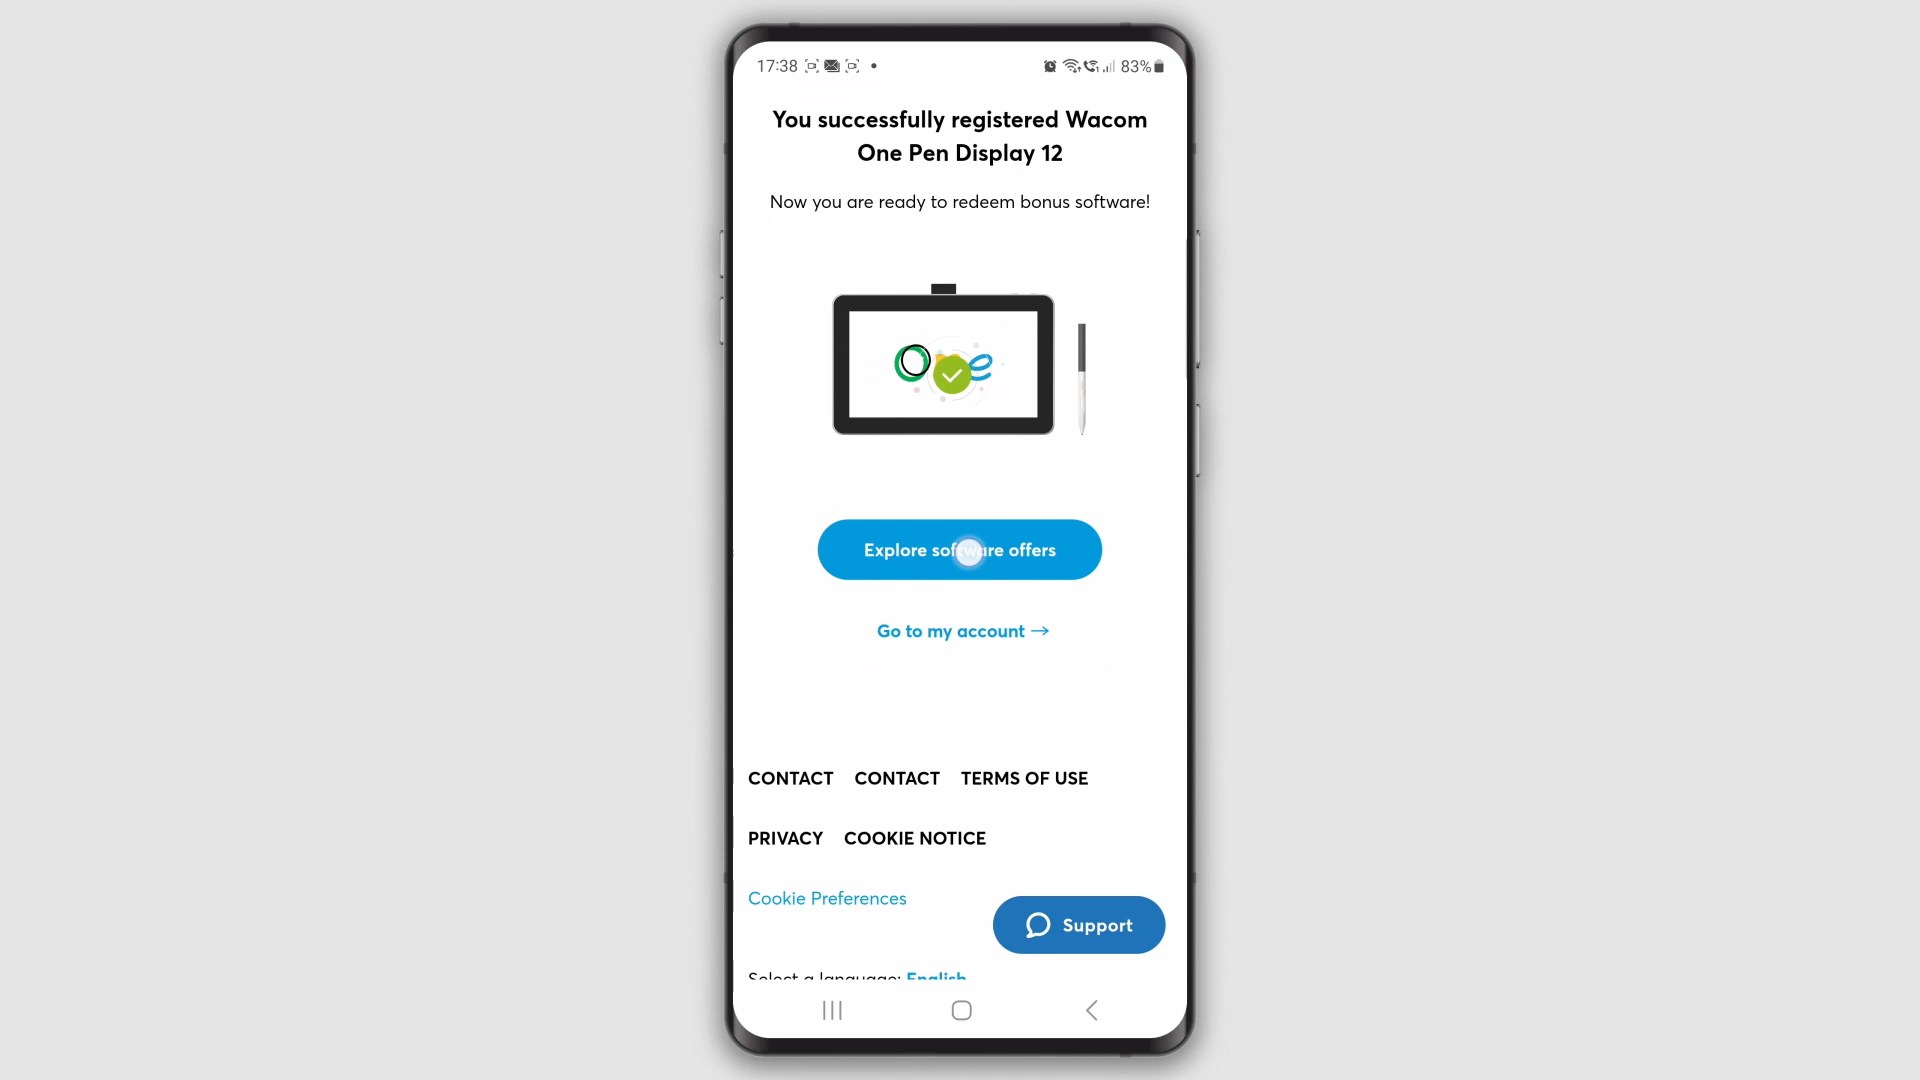 17:38
83%
You successfully registered Wacom
One Pen Display 12
Now you are ready to redeem bonus software!
One
Explore software offers
Go to my account →
CONTACT CONTACT TERMS OF USE
PRIVACY COOKIE NOTICE
Cookie Preferences
Support
Select a language: English